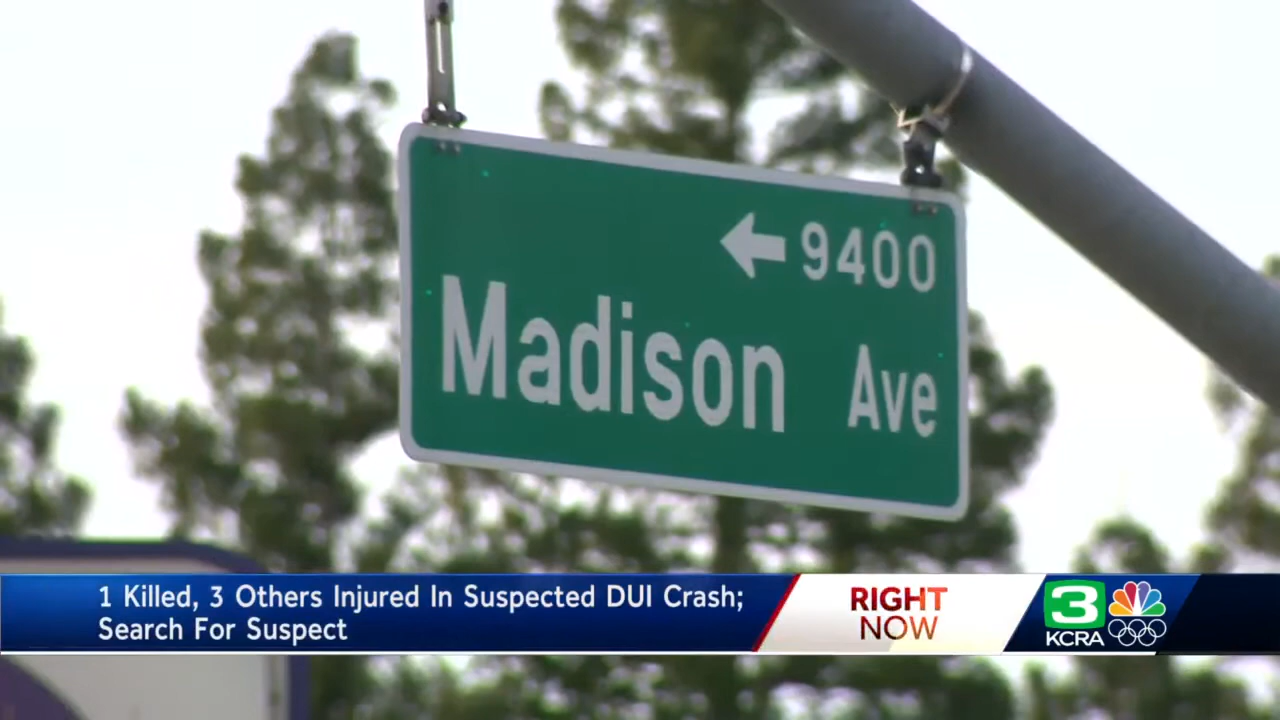 ← 9400
Madison Ave
1 Killed, 3 Others Injured In Suspected DUI Crash;
Search For Suspect
RIGHT
NOW
3
KCRA